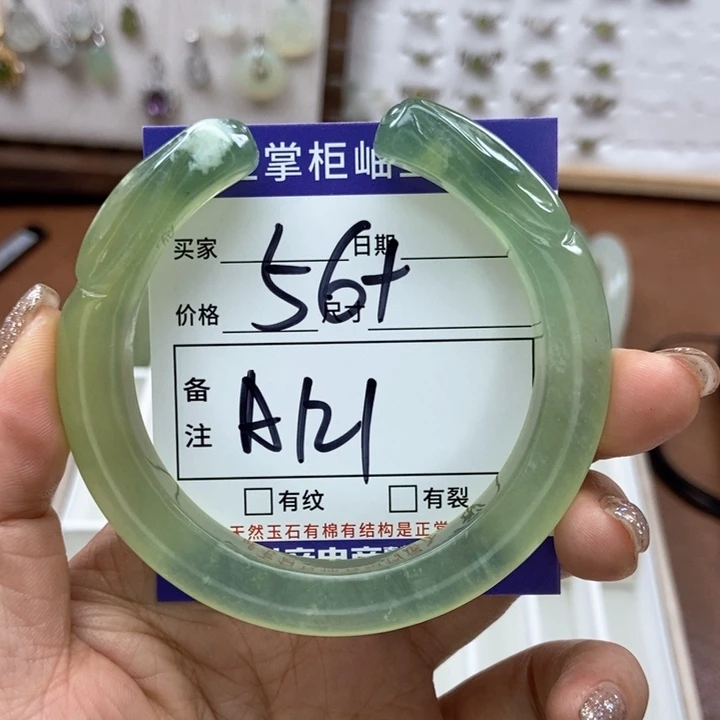 掌柜岫
买家 日期
56+
价格 尺寸
备注
A121
有纹 有裂
天然玉石有棉有结构是正常